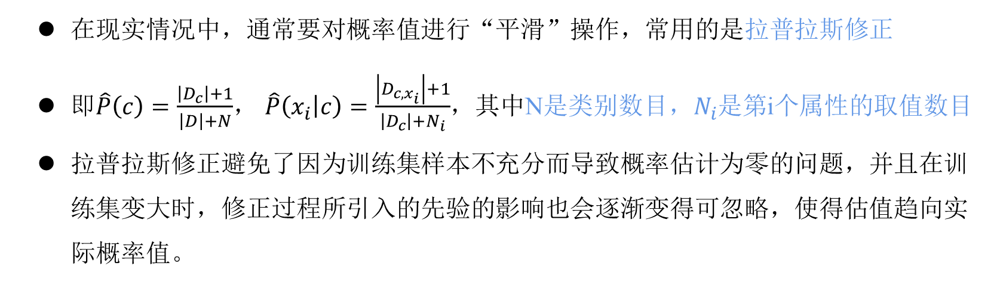 ● 在现实情况中，通常要对概率值进行“平滑”操作，常用的是拉普拉斯修正
● 即$\hat{P}(c) = \frac{|D_c|+1}{|D|+N}$， $\hat{P}(x_i|c) = \frac{|D_{c,x_i}|+1}{|D_c|+N_i}$，其中N是类别数目，$N_i$是第i个属性的取值数目
● 拉普拉斯修正避免了因为训练集样本不充分而导致概率估计为零的问题，并且在训
练集变大时，修正过程所引入的先验的影响也会逐渐变得可忽略，使得估值趋向实
际概率值。